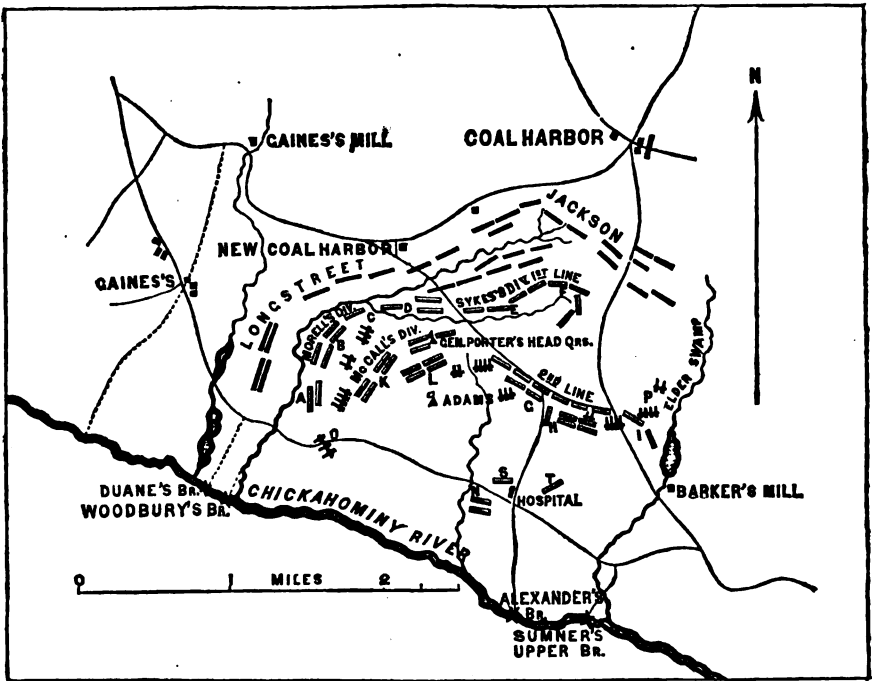 N
GAINES'S MILL
COAL HARBOR
JACKSON
NEW COAL HARBOR
GAINES'S
LONGSTREET
SYKES'S DIV. 1ST LINE
MORELL'S DIV.
C
D
E
F
B
McCALL'S DIV.
GEN. PORTER'S HEAD QRS.
ELDER SWAMP
K
L
2ND LINE
A
ADAMS
G
P
H
J
I
O
S
T
HOSPITAL
BARKER'S MILL
DUANE'S BR.
WOODBURY'S BR.
CHICKAHOMINY RIVER
0 1 MILES 2
ALEXANDER'S
BR.
SUMNER'S
UPPER BR.